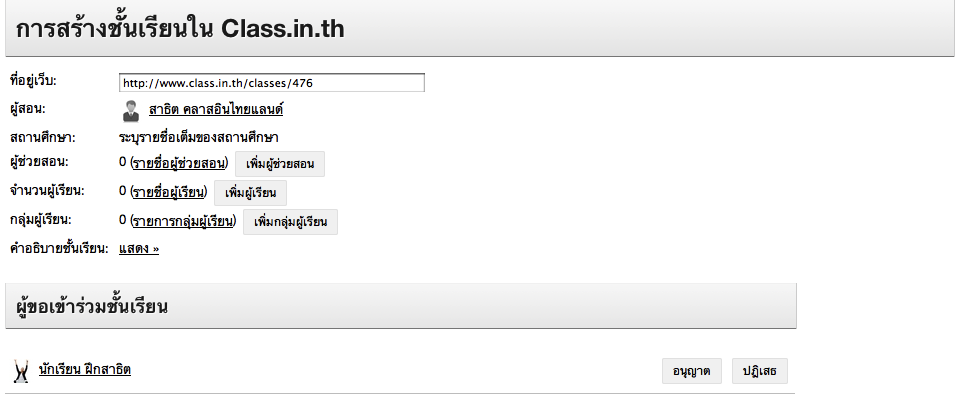 การสร้างชั้นเรียนใน Class.in.th
ที่อยู่เว็บ: http://www.class.in.th/classes/476
ผู้สอน: สาธิต คลาสอินไทยแลนด์
สถานศึกษา: ระบุรายชื่อเต็มของสถานศึกษา
ผู้ช่วยสอน: 0 (รายชื่อผู้ช่วยสอน) เพิ่มผู้ช่วยสอน
จำนวนผู้เรียน: 0 (รายชื่อผู้เรียน) เพิ่มผู้เรียน
กลุ่มผู้เรียน: 0 (รายการกลุ่มผู้เรียน) เพิ่มกลุ่มผู้เรียน
คำอธิบายชั้นเรียน: แสดง »
ผู้ขอเข้าร่วมชั้นเรียน
นักเรียน ฝึกสาธิต อนุญาต ปฏิเสธ